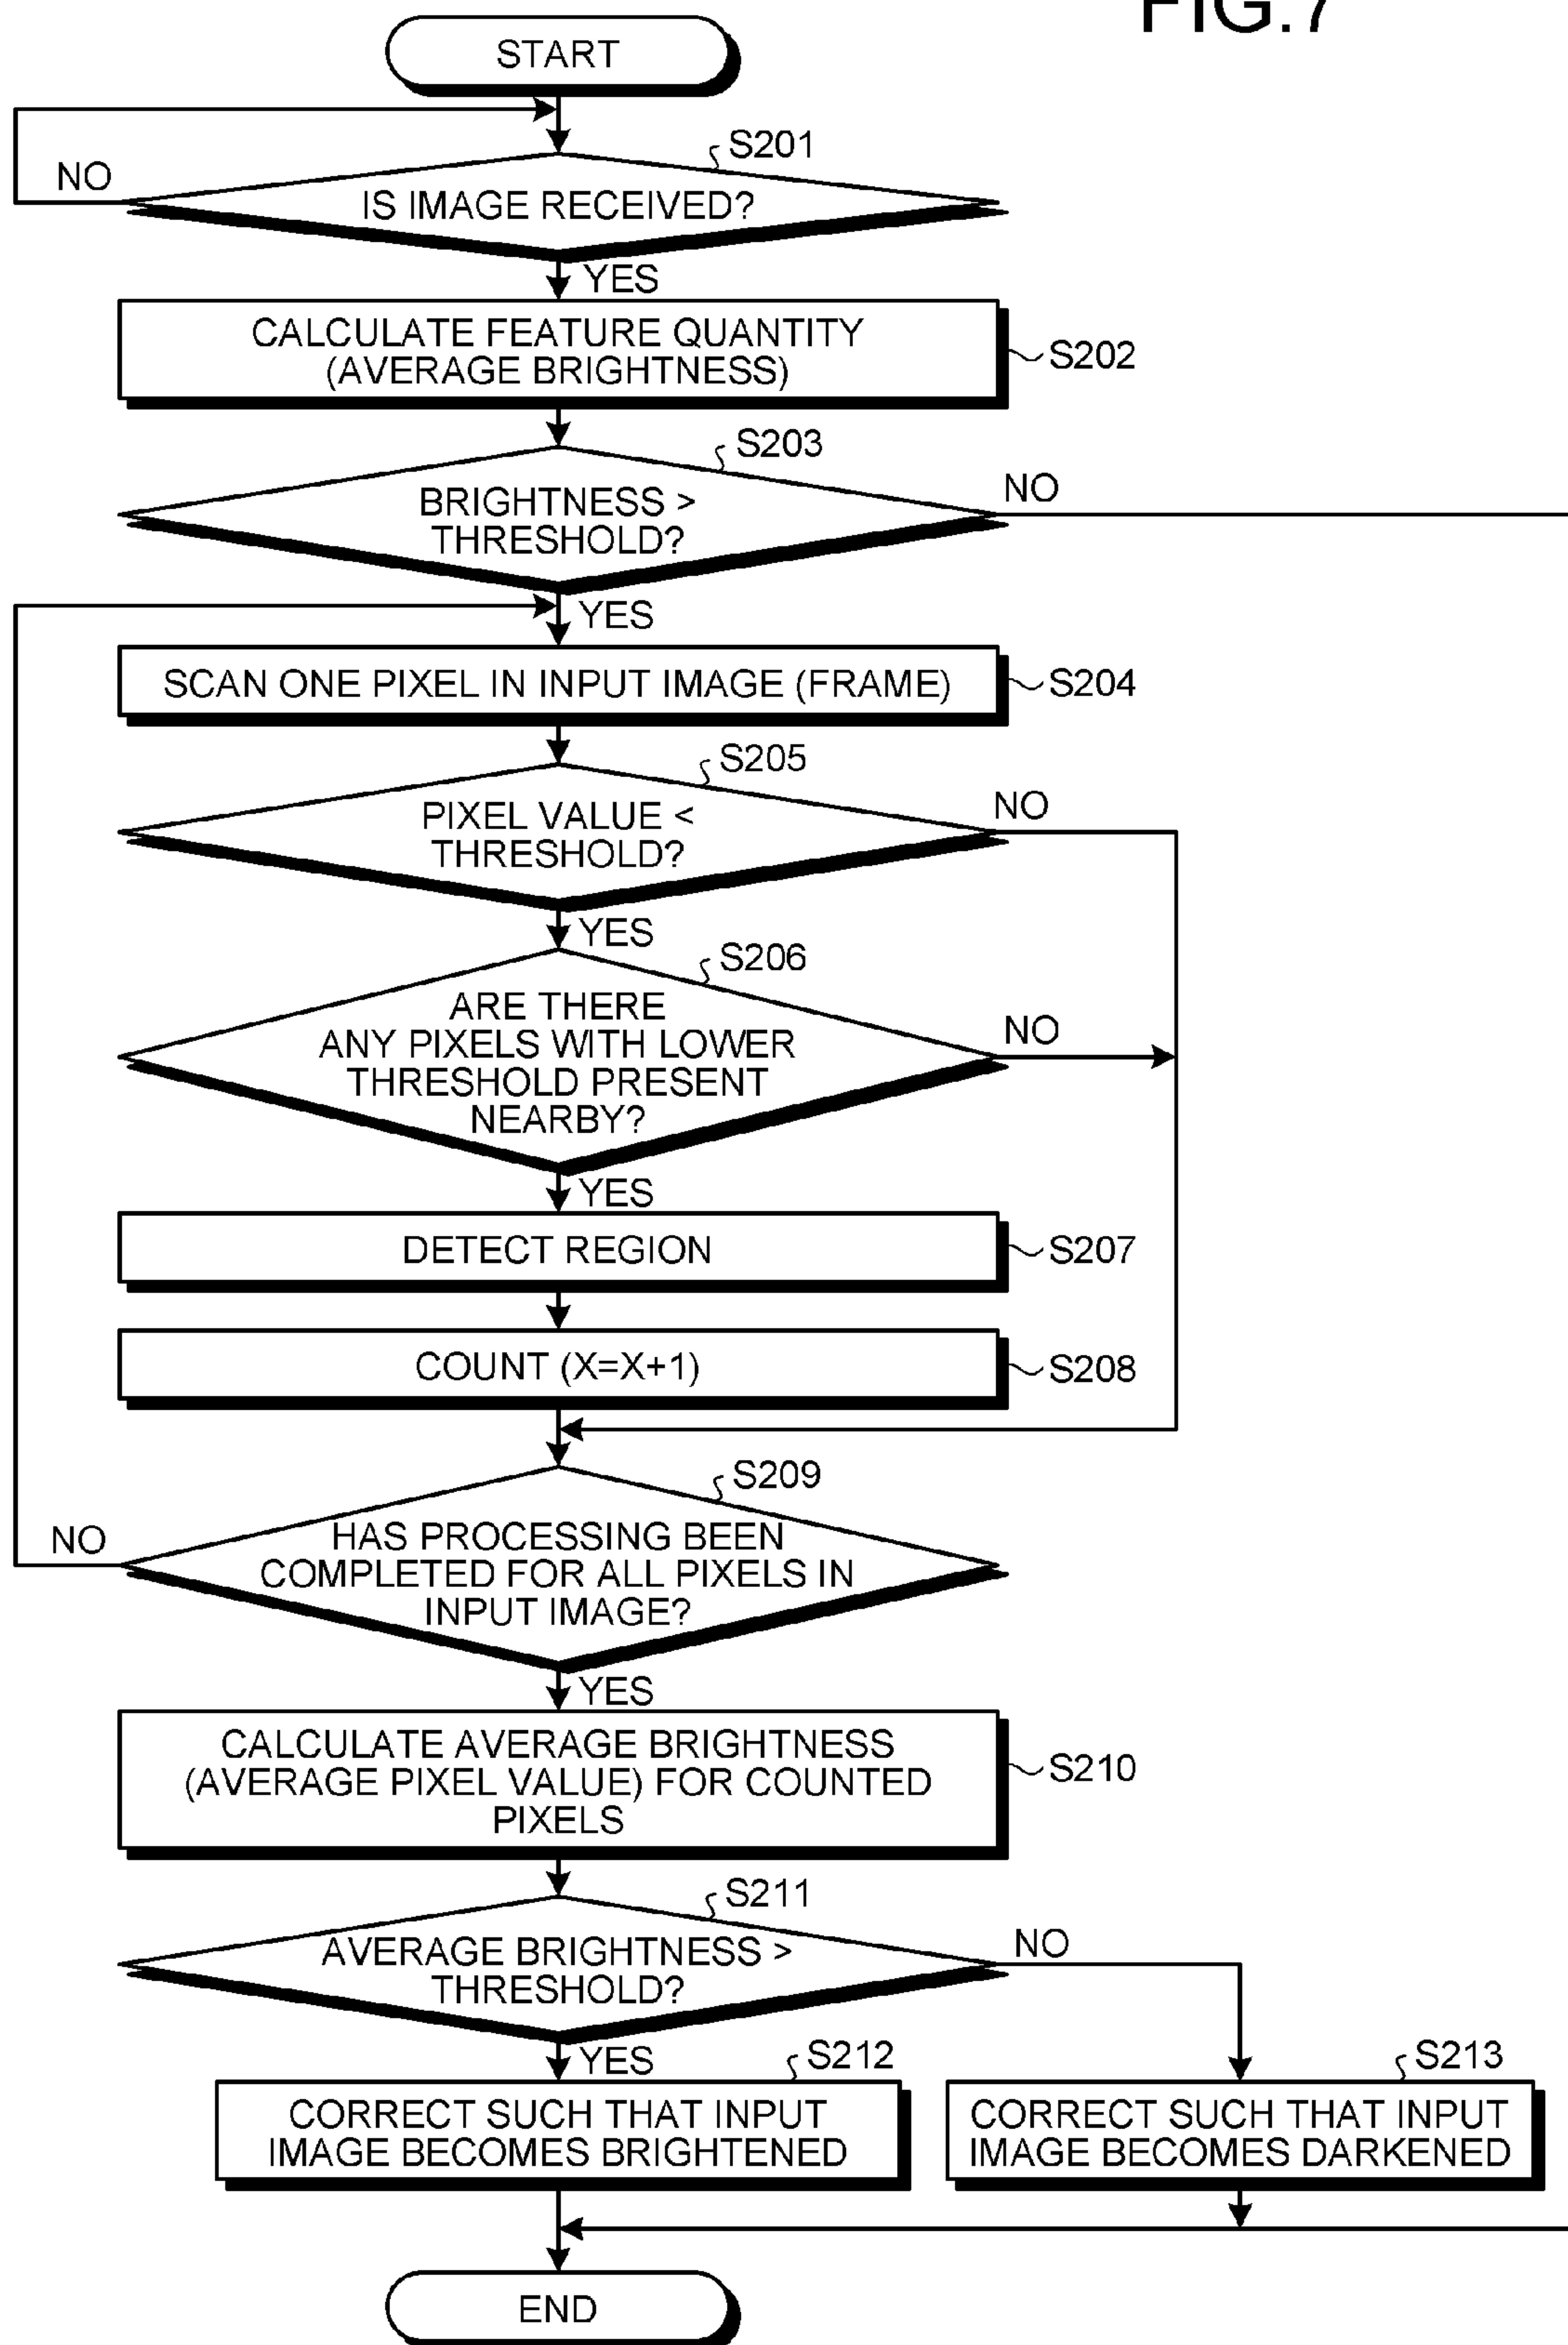 FIG.7
START
S201
NO
IS IMAGE RECEIVED?
YES
CALCULATE FEATURE QUANTITY
(AVERAGE BRIGHTNESS)
S202
S203
BRIGHTNESS >
THRESHOLD?
NO
YES
SCAN ONE PIXEL IN INPUT IMAGE (FRAME)
S204
S205
PIXEL VALUE <
THRESHOLD?
NO
YES
S206
ARE THERE
ANY PIXELS WITH LOWER
THRESHOLD PRESENT
NEARBY?
NO
YES
DETECT REGION
S207
COUNT (X=X+1)
S208
S209
NO
HAS PROCESSING BEEN
COMPLETED FOR ALL PIXELS IN
INPUT IMAGE?
YES
CALCULATE AVERAGE BRIGHTNESS
(AVERAGE PIXEL VALUE) FOR COUNTED
PIXELS
S210
S211
AVERAGE BRIGHTNESS >
THRESHOLD?
NO
YES
S212
CORRECT SUCH THAT INPUT
IMAGE BECOMES BRIGHTENED
S213
CORRECT SUCH THAT INPUT
IMAGE BECOMES DARKENED
END